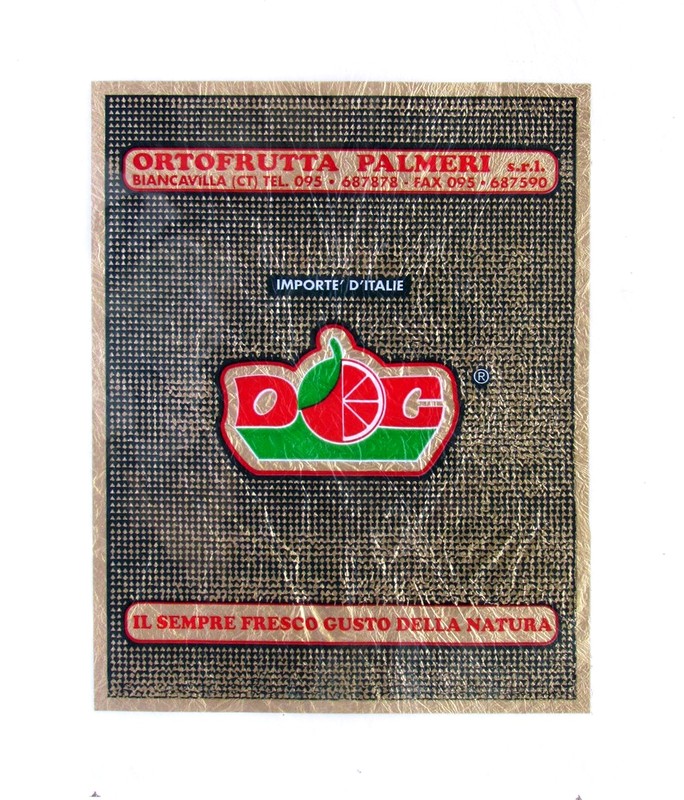 ORTOFRUTTA PALMERI s.r.l.
BIANCAVILLA (CT) TEL. 095 • 687878 - FAX 095 • 687590
IMPORTE' D'ITALIE
DOC ®
IL SEMPRE FRESCO GUSTO DELLA NATURA